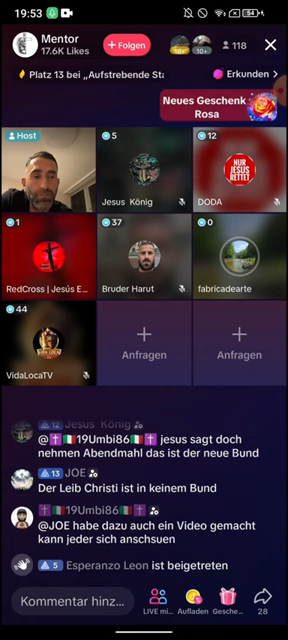 19:53
Mentor
17.6K Likes
+ Folgen
10+
118
Platz 13 bei „Aufstrebende Sta
Erkunden >
Neues Geschenk
Rosa
Host
5
Jesus König
12
NUR
JESUS
RETTET
DODA
1
RedCross | Jesús E...
37
Bruder Harut
0
fabricadearte
44
VidaLocaTV
Anfragen
Anfragen
12 Jesus König
@✝️🇮🇹19Umbi86🇮🇹✝️ jesus sagt doch
nehmen Abendmahl das ist der neue Bund
13 JOE
Der Leib Christi ist in keinem Bund
✝️🇮🇹19Umbi86🇮🇹✝️
@JOE habe dazu auch ein Video gemacht
kann jeder sich anschsuen
5 Esperanzo Leon ist beigetreten
Kommentar hinz...
LIVE mi...
Aufladen
Gesche...
28